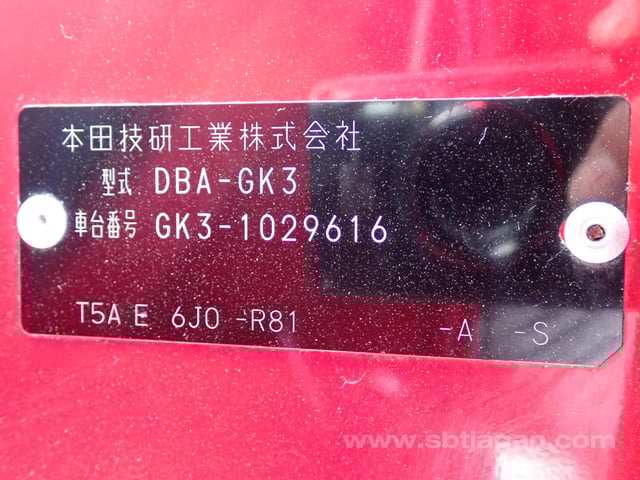 本田技研工業株式会社
型式 DBA-GK3
車台番号 GK3-1029616
T5A E 6J0 -R81 -A -S
www.sbtjapan.com